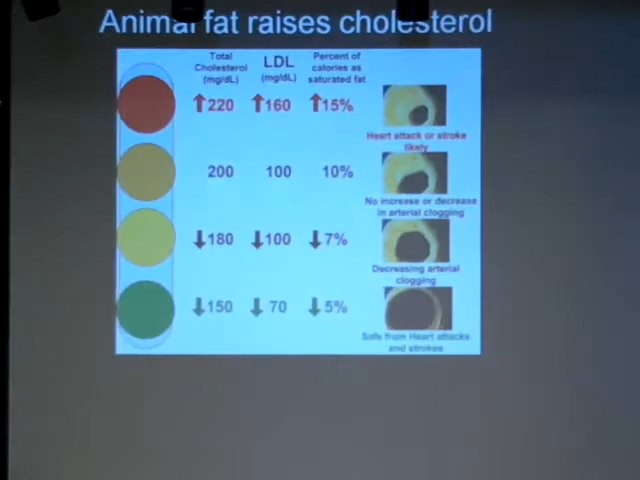 Animal fat raises cholesterol
Total Cholesterol (mg/dL) LDL (mg/dL) Percent of calories as saturated fat
↑220 ↑160 ↑15%
Heart attack or stroke
likely
200 100 10%
No increase or decrease
in arterial clogging
↓180 ↓100 ↓7%
Decreasing arterial
clogging
↓150 ↓70 ↓5%
Safe from Heart attacks
and strokes